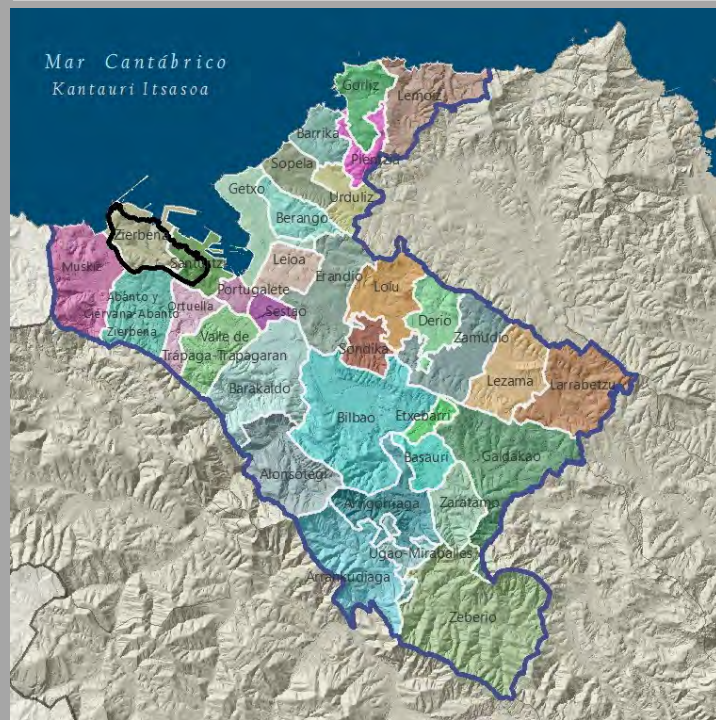 Mar Cantábrico
Kantauri Itsasoa
Gorliz
Lemoiz
Barrika
Plentzia
Sopela
Getxo
Urduliz
Berango
Zierbena
Santurtzi
Muskiz
Leioa
Erandio
Loiu
Abanto y
Ciervana-Abanto
Zierbena
Ortuella
Portugalete
Sestao
Derio
Zamudio
Valle de
Trápaga-Trapagaran
Sondika
Lezama
Larrabetzu
Barakaldo
Bilbao
Etxebarri
Basauri
Galdakao
Alonsotegi
Arrigorriaga
Zaratamo
Ugao-Miraballes
Arrankudiaga
Zeberio